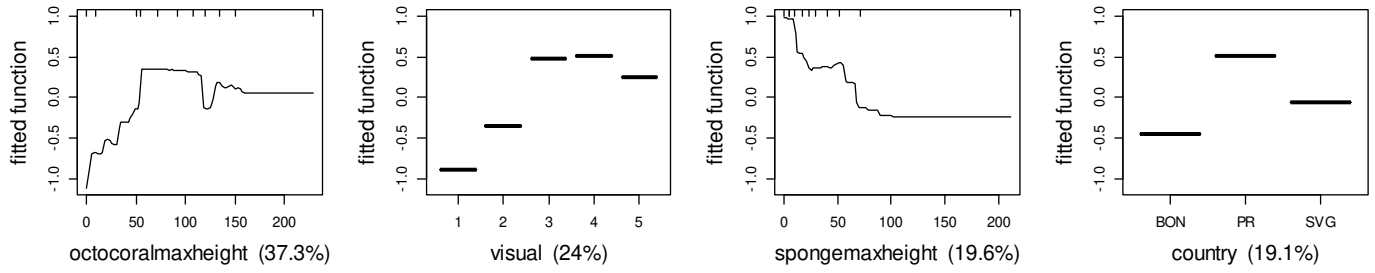 fitted function
1.0
0.5
0.0
-0.5
-1.0
0 50 100 150 200
octocoralmaxheight (37.3%)
fitted function
1.0
0.5
0.0
-0.5
-1.0
1 2 3 4 5
visual (24%)
fitted function
1.0
0.5
0.0
-0.5
-1.0
0 50 100 150 200
spongemaxheight (19.6%)
fitted function
1.0
0.5
0.0
-0.5
-1.0
BON PR SVG
country (19.1%)